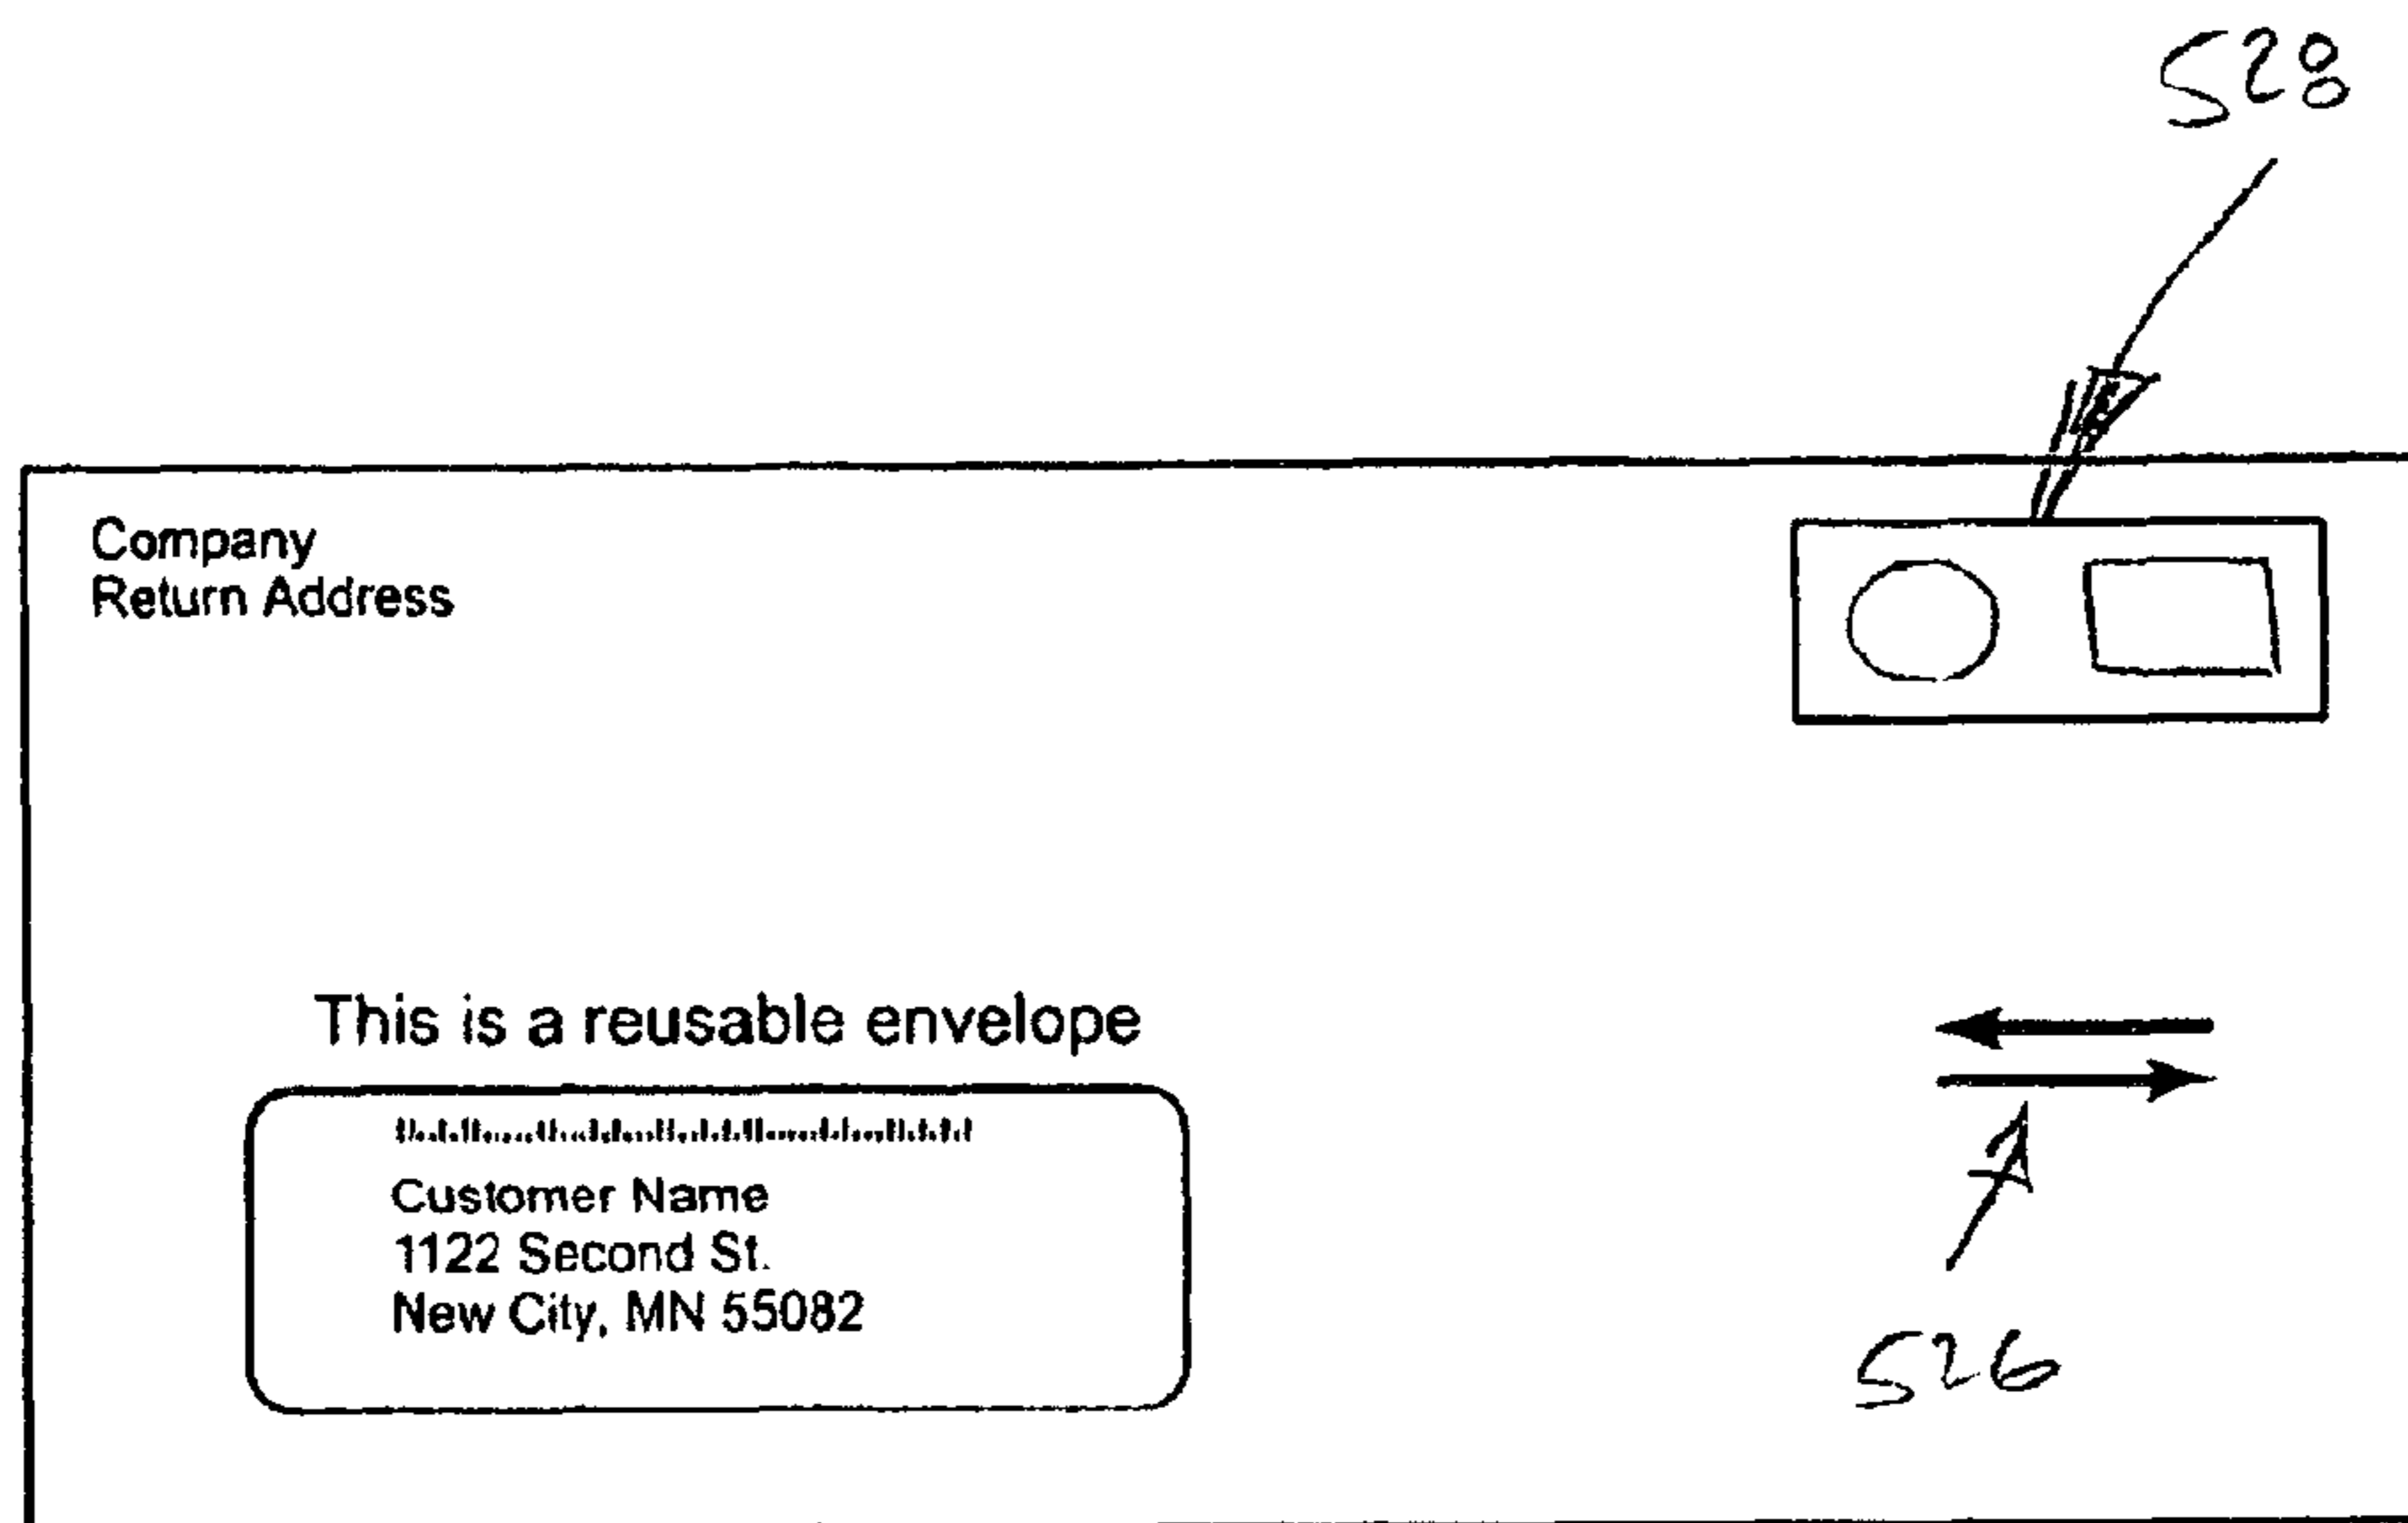 528
Company
Return Address
This is a reusable envelope
Customer Name
1122 Second St.
New City, MN 55082
526